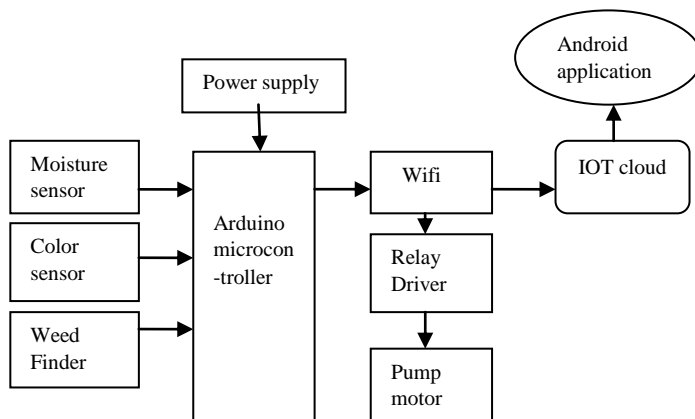 Android
application
Power supply
Moisture
sensor
Wifi
IOT cloud
Arduino
microcon
-troller
Color
sensor
Relay
Driver
Weed
Finder
Pump
motor